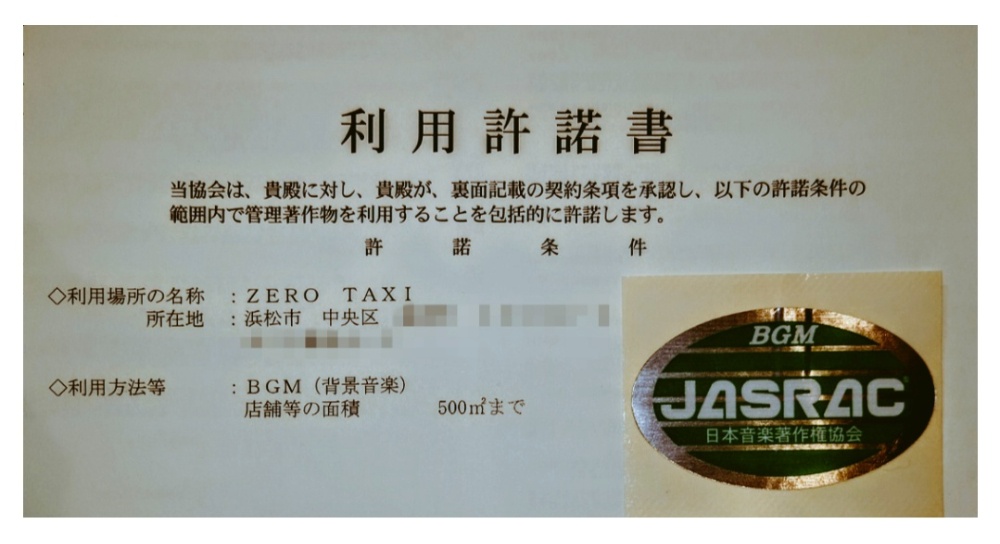 利用許諾書
当協会は、貴殿に対し、貴殿が、裏面記載の契約条項を承認し、以下の許諾条件の
範囲内で管理著作物を利用することを包括的に許諾します。
許諾条件
◇利用場所の名称 : ZERO TAXI
所在地 : 浜松市 中央区
◇利用方法等 : BGM（背景音楽）
店舗等の面積 500㎡まで
BGM
JASRAC
日本音楽著作権協会